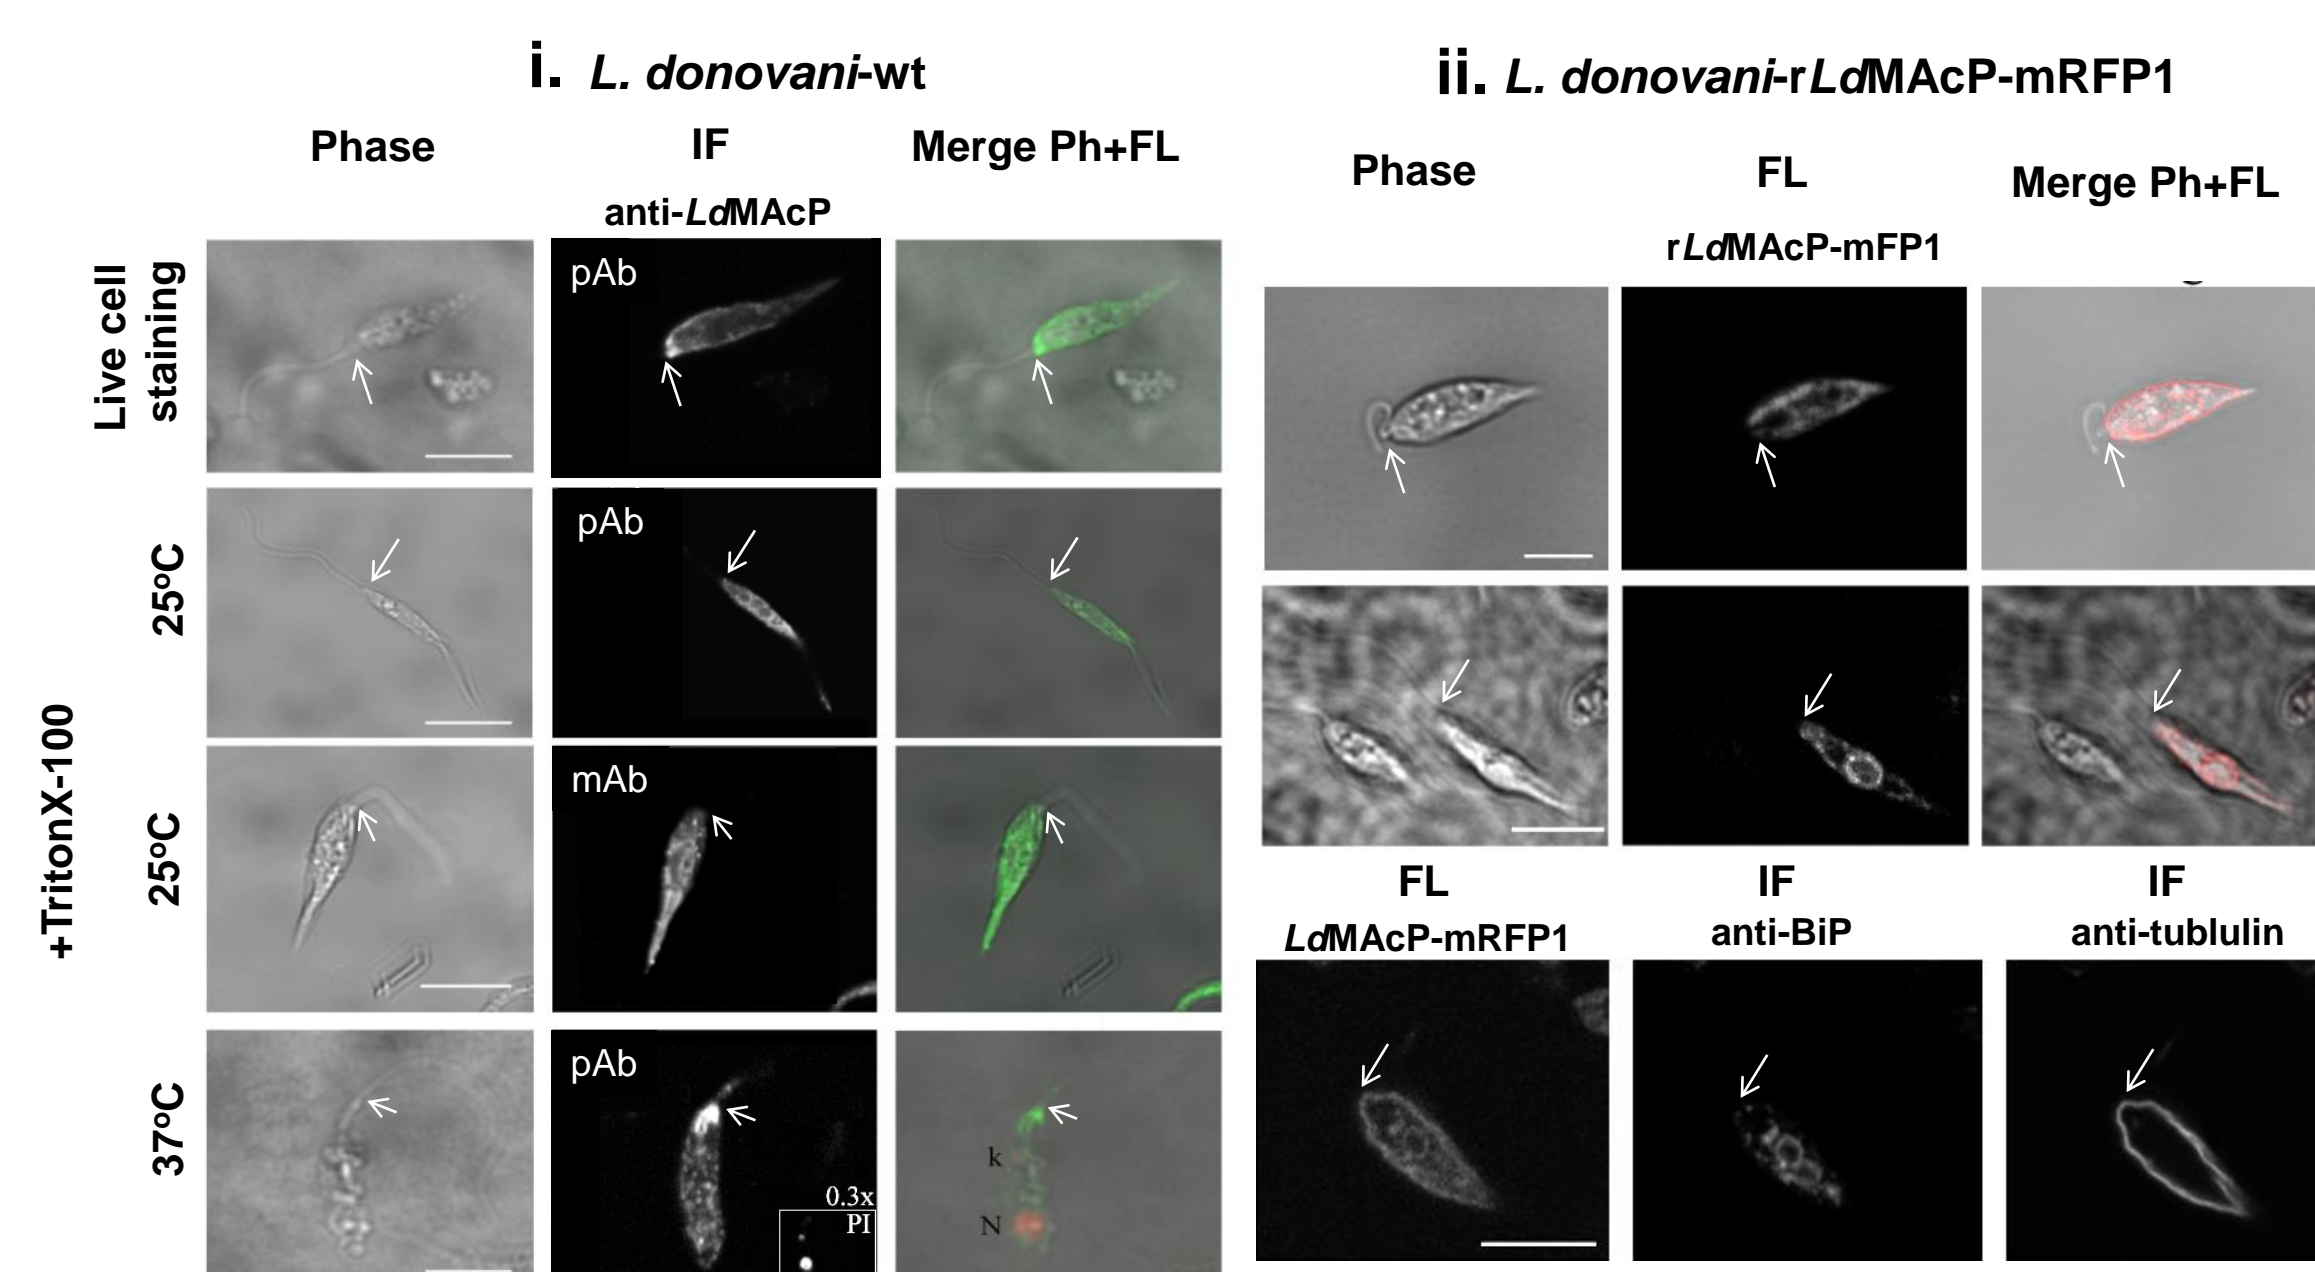 i. L. donovani-wt
Phase
IF
Merge Ph+FL
anti-LdMAcP
Live cell
staining
pAb
+TritonX-100
25ºC
pAb
25ºC
mAb
37ºC
pAb
0.3x
PI
k
N
ii. L. donovani-rLdMAcP-mRFP1
Phase
FL
Merge Ph+FL
rLdMAcP-mFP1
FL
IF
IF
LdMAcP-mRFP1
anti-BiP
anti-tublulin